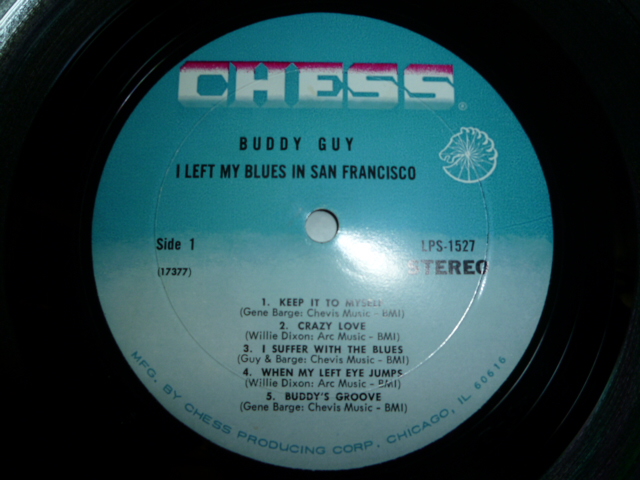 CHESS®
BUDDY GUY
I LEFT MY BLUES IN SAN FRANCISCO
Side 1
LPS-1527
(17377)
STEREO
1. KEEP IT TO MYSELF
(Gene Barge: Chevis Music - BMI)
2. CRAZY LOVE
(Willie Dixon: Arc Music - BMI)
3. I SUFFER WITH THE BLUES
(Guy & Barge: Chevis Music - BMI)
4. WHEN MY LEFT EYE JUMPS
(Willie Dixon: Arc Music - BMI)
5. BUDDY'S GROOVE
(Gene Barge: Chevis Music - BMI)
MFG. BY CHESS PRODUCING CORP., CHICAGO, IL 60616